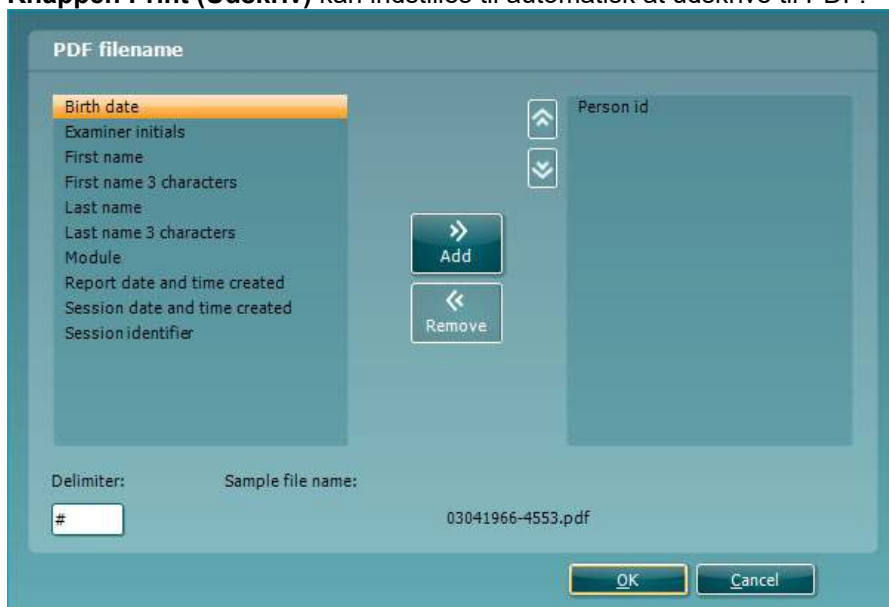 Knappen Print (Udskriv) kan indstilles til automatisk at udskrive til PDF.
PDF filename
Birth date
Examiner initials
First name
First name 3 characters
Last name
Last name 3 characters
Module
Report date and time created
Session date and time created
Session identifier
Add
Remove
Person id
Delimiter:
Sample file name:
#
03041966-4553.pdf
OK
Cancel